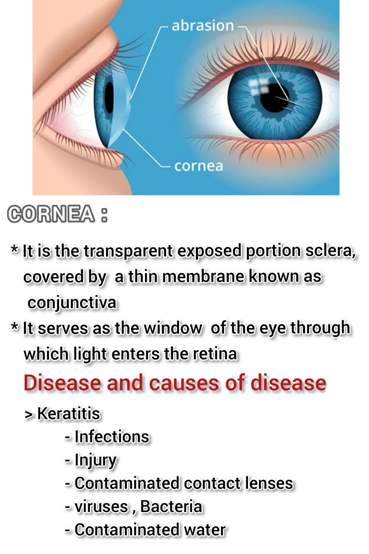 abrasion
cornea
CORNEA :
* It is the transparent exposed portion sclera,
covered by a thin membrane known as
conjunctiva
* It serves as the window of the eye through
which light enters the retina
Disease and causes of disease
> Keratitis
- Infections
- Injury
- Contaminated contact lenses
- viruses , Bacteria
- Contaminated water